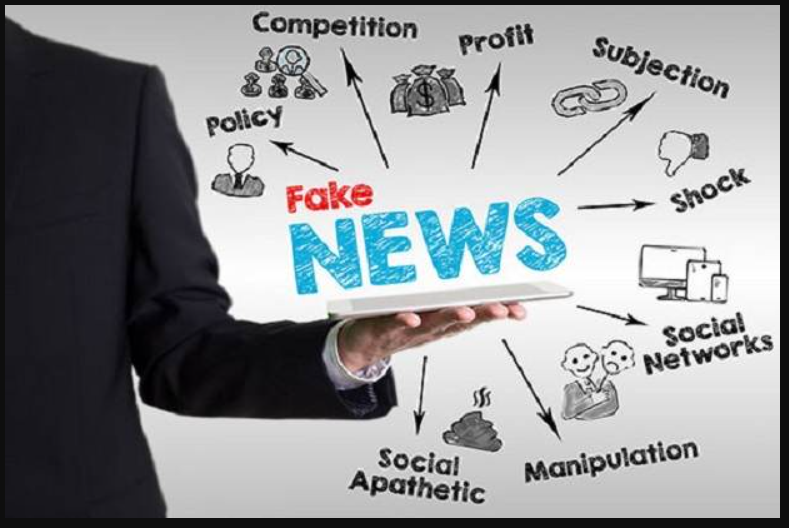 Competition
Profit
Subjection
Policy
Shock
Fake
NEWS
Social
Networks
Social
Apathetic
Manipulation